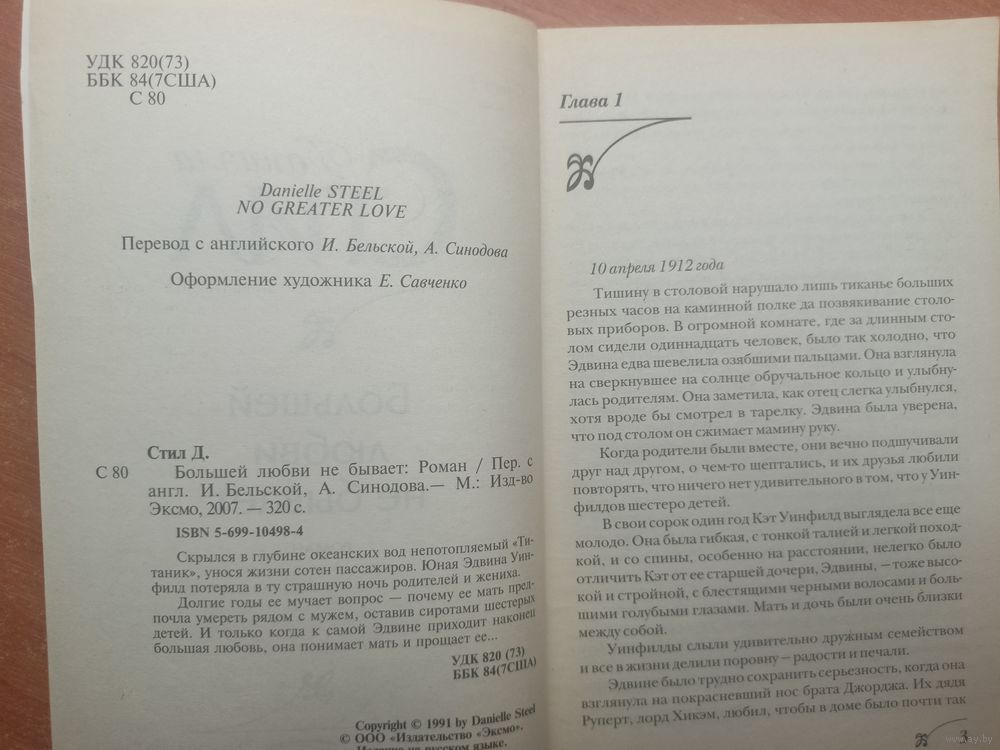 УДК 820(73)
ББК 84(7США)
С 80
Danielle STEEL
NO GREATER LOVE
Перевод с английского И. Бельской, А. Синодова
Оформление художника Е. Савченко
Стил Д.
С 80 Большей любви не бывает: Роман / Пер. с
англ. И. Бельской, А. Синодова.— М.: Изд-во
Эксмо, 2007. — 320 с.
ISBN 5-699-10498-4
Скрылся в глубине океанских вод непотопляемый «Ти-
таник», унося жизни сотен пассажиров. Юная Эдвина Уин-
филд потеряла в ту страшную ночь родителей и жениха.
Долгие годы ее мучает вопрос — почему ее мать пред-
почла умереть рядом с мужем, оставив сиротами шестерых
детей. И только когда к самой Эдвине приходит наконец
большая любовь, она понимает мать и прощает ее...
УДК 820 (73)
ББК 84(7США)
Copyright © 1991 by Danielle Steel
© ООО «Издательство «Эксмо».
Издание на русском языке.
Глава 1
10 апреля 1912 года
Тишину в столовой нарушало лишь тиканье больших
резных часов на каминной полке да позвякивание столо-
вых приборов. В огромной комнате, где за длинным сто-
лом сидели одиннадцать человек, было так холодно, что
Эдвина едва шевелила озябшими пальцами. Она взглянула
на сверкнувшее на солнце обручальное кольцо и улыбну-
лась родителям. Она заметила, как отец слегка улыбнулся,
хотя вроде бы смотрел в тарелку. Эдвина была уверена,
что под столом он сжимает мамину руку.
Когда родители были вместе, они вечно подшучивали
друг над другом, о чем-то шептались, и их друзья любили
повторять, что ничего нет удивительного в том, что у Уин-
филдов шестеро детей.
В свои сорок один год Кэт Уинфилд выглядела все еще
молодо. Она была гибкая, с тонкой талией и легкой поход-
кой, и со спины, особенно на расстоянии, нелегко было
отличить Кэт от ее старшей дочери, Эдвины, — тоже высо-
кой и стройной, с блестящими черными волосами и боль-
шими голубыми глазами. Мать и дочь были очень близки
между собой.
Уинфилды слыли удивительно дружным семейством
и все в жизни делили поровну — радости и печали.
Эдвине было трудно сохранить серьезность, когда она
взглянула на покрасневший нос брата Джорджа. Их дядя
Руперт, лорд Хикэм, любил, чтобы в доме было почти так
3
www.ay.by